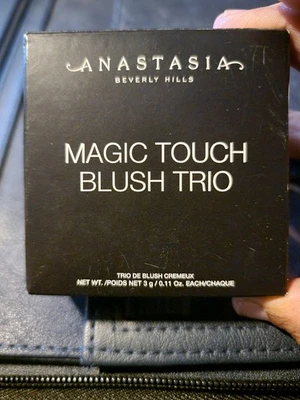 ANASTASIA
BEVERLY HILLS
MAGIC TOUCH
BLUSH TRIO
TRIO DE BLUSH CREMEUX
NET WT. /POIDS NET 3 g / 0.11 Oz. EACH/CHAQUE